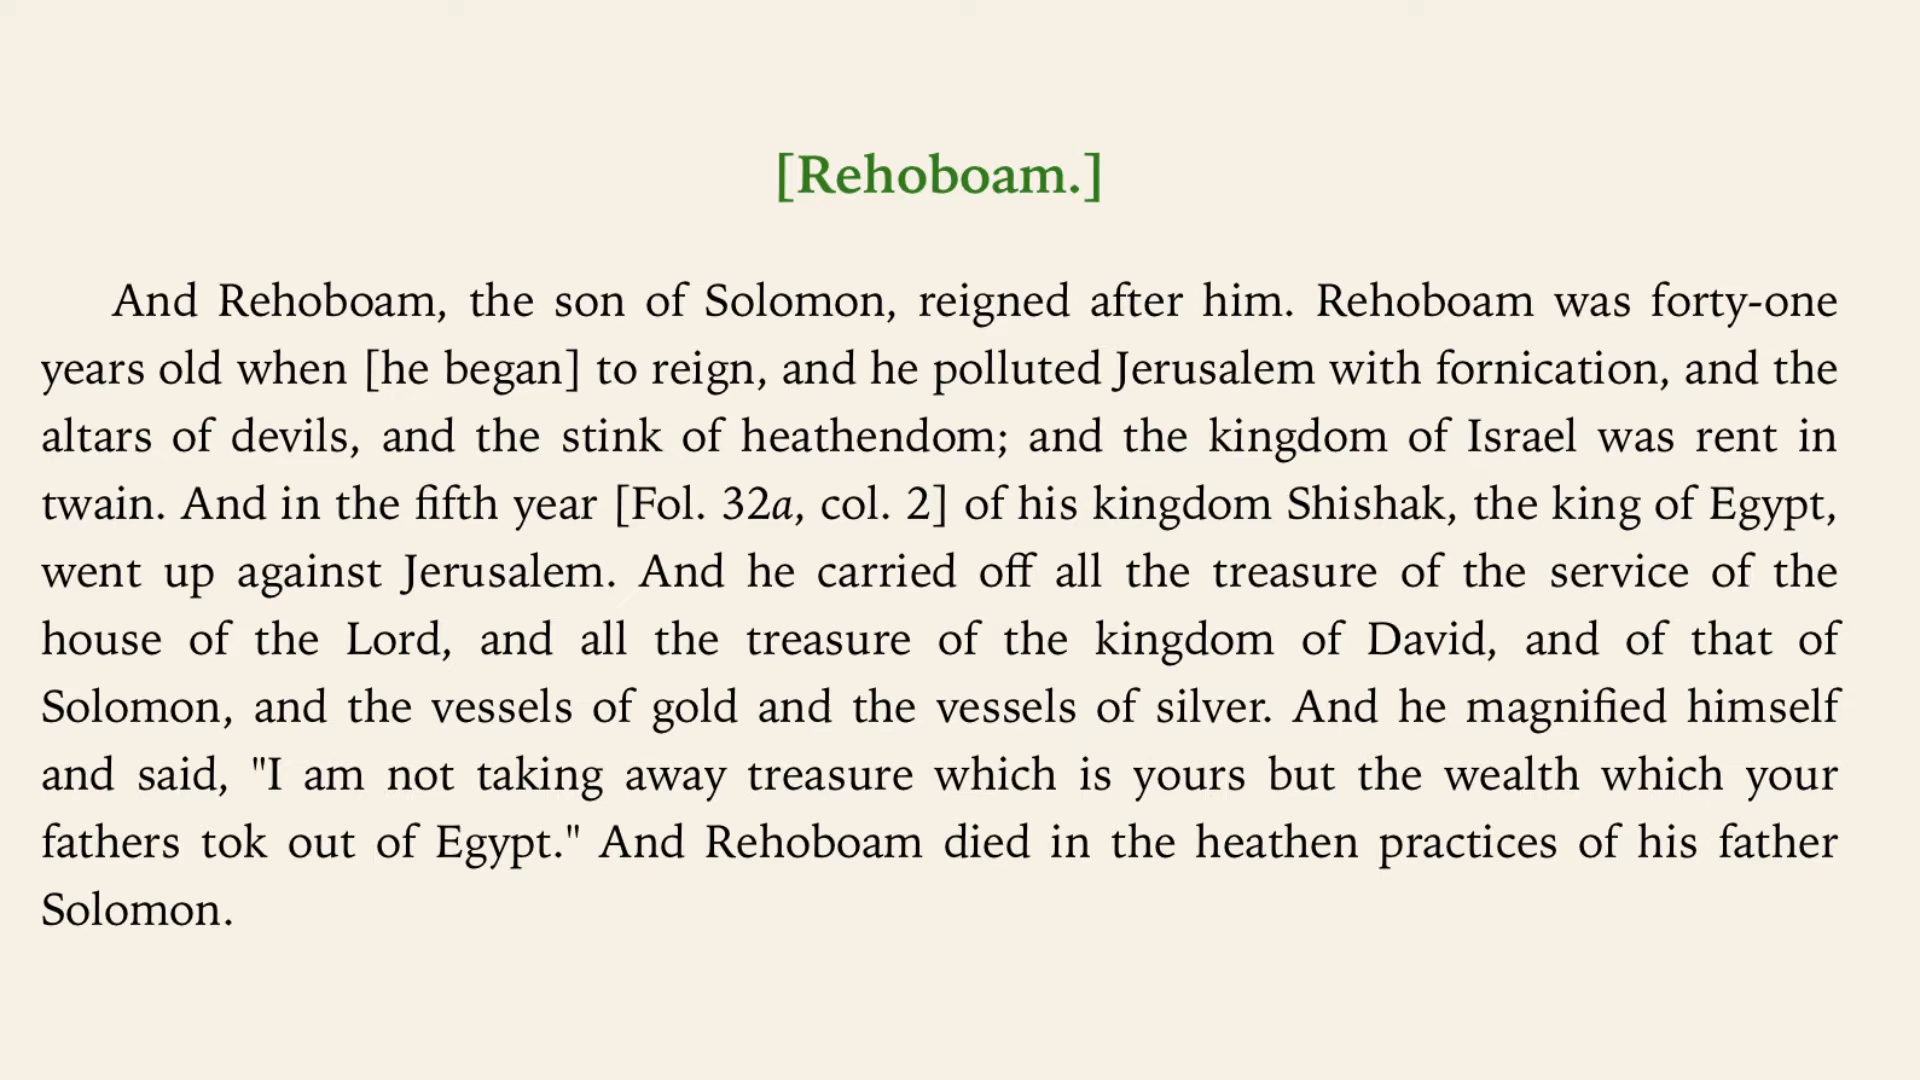 [Rehoboam.]
And Rehoboam, the son of Solomon, reigned after him. Rehoboam was forty-one
years old when [he began] to reign, and he polluted Jerusalem with fornication, and the
altars of devils, and the stink of heathendom; and the kingdom of Israel was rent in
twain. And in the fifth year [Fol. 32a, col. 2] of his kingdom Shishak, the king of Egypt,
went up against Jerusalem. And he carried off all the treasure of the service of the
house of the Lord, and all the treasure of the kingdom of David, and of that of
Solomon, and the vessels of gold and the vessels of silver. And he magnified himself
and said, "I am not taking away treasure which is yours but the wealth which your
fathers tok out of Egypt." And Rehoboam died in the heathen practices of his father
Solomon.